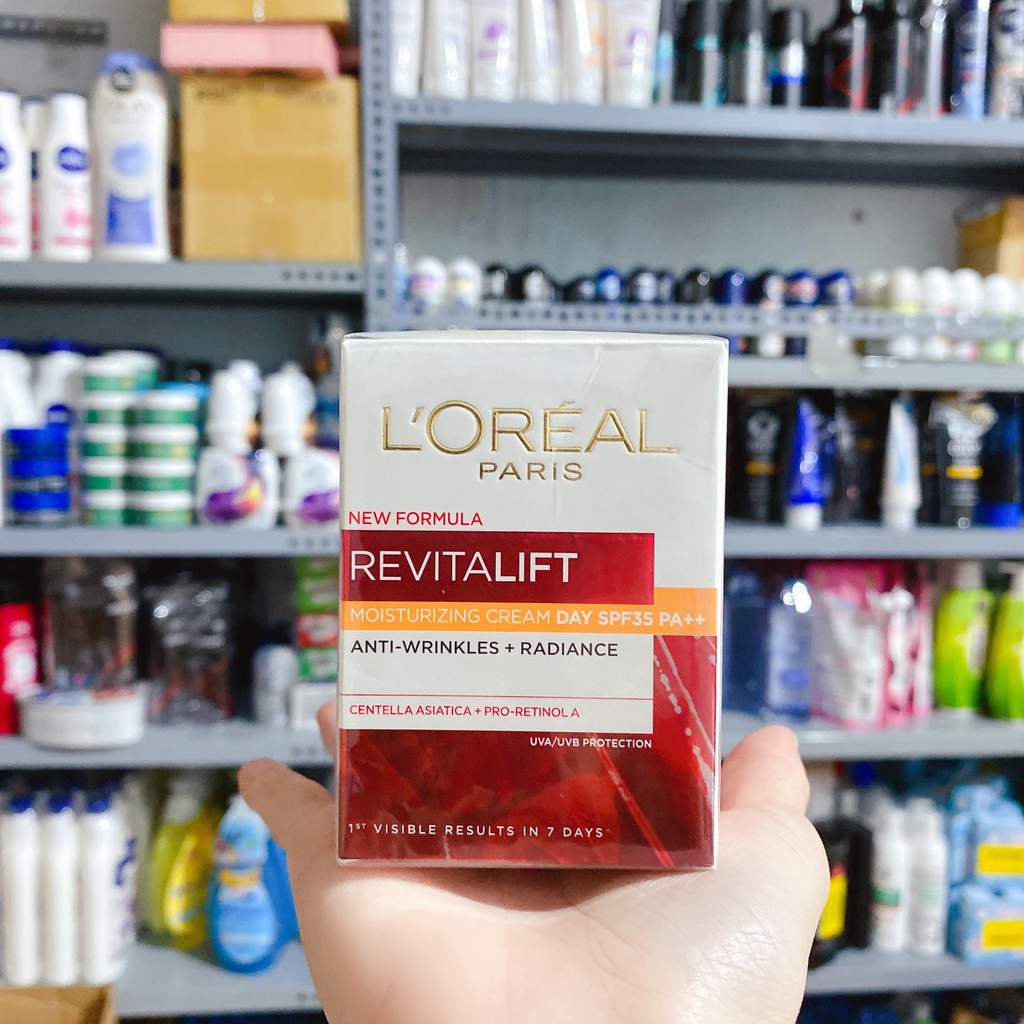 L'ORÉAL
PARIS
NEW FORMULA
REVITALIFT
MOISTURIZING CREAM DAY SPF35 PA++
ANTI-WRINKLES + RADIANCE
CENTELLA ASIATICA + PRO-RETINOL A
UVA/UVB PROTECTION
1ST VISIBLE RESULTS IN 7 DAYS